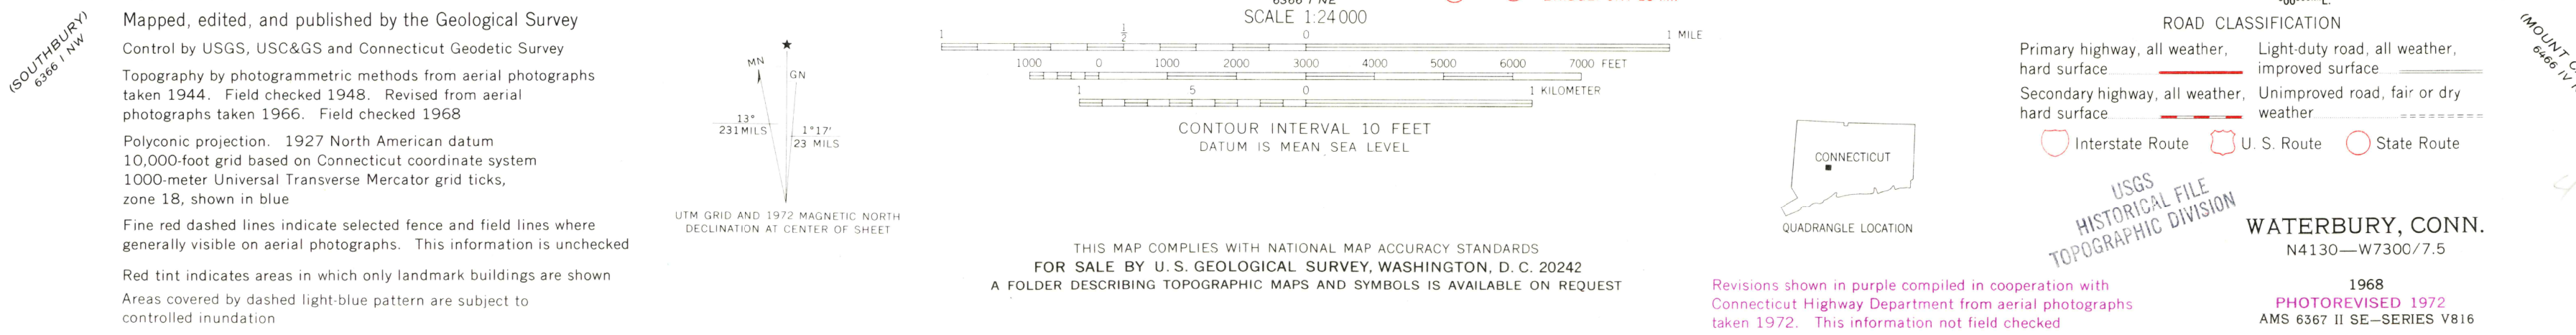 (SOUTHBURY)
6366 I NW
Mapped, edited, and published by the Geological Survey
Control by USGS, USC&GS and Connecticut Geodetic Survey
Topography by photogrammetric methods from aerial photographs
taken 1944. Field checked 1948. Revised from aerial
photographs taken 1966. Field checked 1968
Polyconic projection. 1927 North American datum
10,000-foot grid based on Connecticut coordinate system
1000-meter Universal Transverse Mercator grid ticks,
zone 18, shown in blue
Fine red dashed lines indicate selected fence and field lines where
generally visible on aerial photographs. This information is unchecked
Red tint indicates areas in which only landmark buildings are shown
Areas covered by dashed light-blue pattern are subject to
controlled inundation
MN
GN
13°
231 MILS
1°17′
23 MILS
UTM GRID AND 1972 MAGNETIC NORTH
DECLINATION AT CENTER OF SHEET
SCALE 1:24 000
1 ½ 0 1 MILE
1000 0 1000 2000 3000 4000 5000 6000 7000 FEET
1 5 0 1 KILOMETER
CONTOUR INTERVAL 10 FEET
DATUM IS MEAN SEA LEVEL
THIS MAP COMPLIES WITH NATIONAL MAP ACCURACY STANDARDS
FOR SALE BY U. S. GEOLOGICAL SURVEY, WASHINGTON, D. C. 20242
A FOLDER DESCRIBING TOPOGRAPHIC MAPS AND SYMBOLS IS AVAILABLE ON REQUEST
CONNECTICUT
QUADRANGLE LOCATION
ROAD CLASSIFICATION
Primary highway, all weather,
hard surface
Light-duty road, all weather,
improved surface
Secondary highway, all weather,
hard surface
Unimproved road, fair or dry
weather
Interstate Route
U. S. Route
State Route
USGS
HISTORICAL FILE
TOPOGRAPHIC DIVISION
Revisions shown in purple compiled in cooperation with
Connecticut Highway Department from aerial photographs
taken 1972. This information not field checked
WATERBURY, CONN.
N4130—W7300/7.5
1968
PHOTOREVISED 1972
AMS 6367 II SE—SERIES V816
(MOUNT
6466 IV